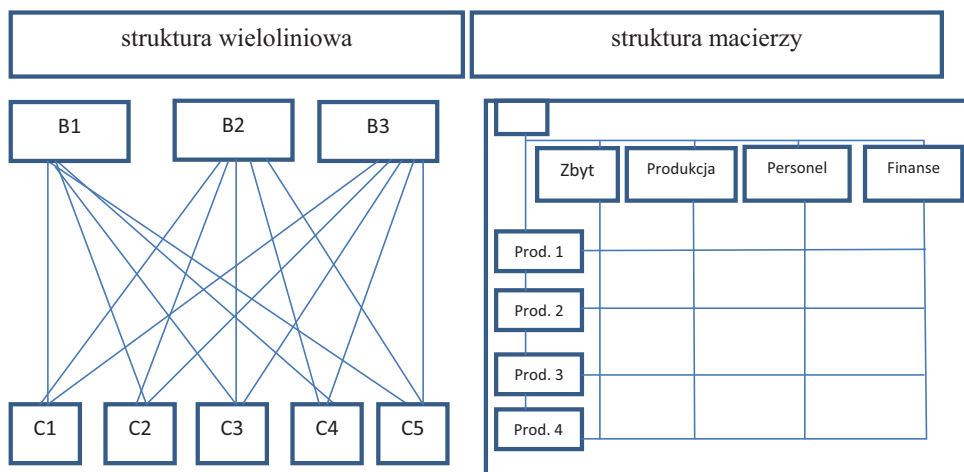 struktura wieloliniowa
struktura macierzy
B1
B2
B3
Zbyt
Produkcja
Personel
Finanse
Prod. 1
Prod. 2
Prod. 3
Prod. 4
C1
C2
C3
C4
C5